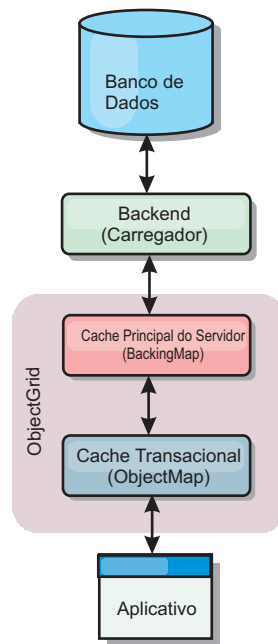 Banco de
Dados
Backend
(Carregador)
ObjectGrid
Cache Principal do Servidor
(BackingMap)
Cache Transacional
(ObjectMap)
Aplicativo